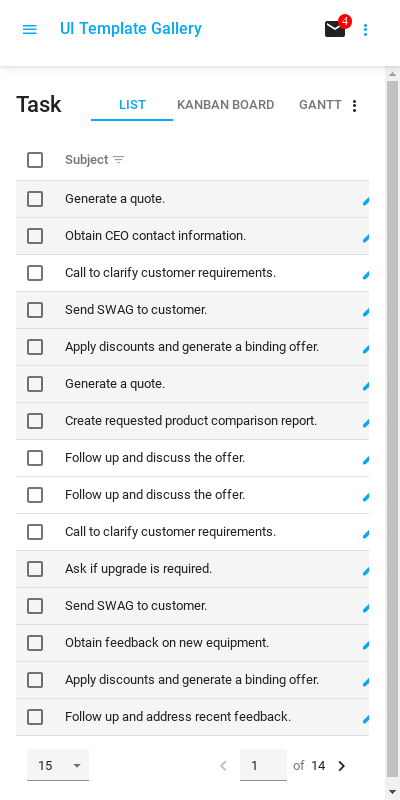 UI Template Gallery
4
Task LIST KANBAN BOARD GANTT
Subject
Generate a quote.
Obtain CEO contact information.
Call to clarify customer requirements.
Send SWAG to customer.
Apply discounts and generate a binding offer.
Generate a quote.
Create requested product comparison report.
Follow up and discuss the offer.
Follow up and discuss the offer.
Call to clarify customer requirements.
Ask if upgrade is required.
Send SWAG to customer.
Obtain feedback on new equipment.
Apply discounts and generate a binding offer.
Follow up and address recent feedback.
15 1 of 14